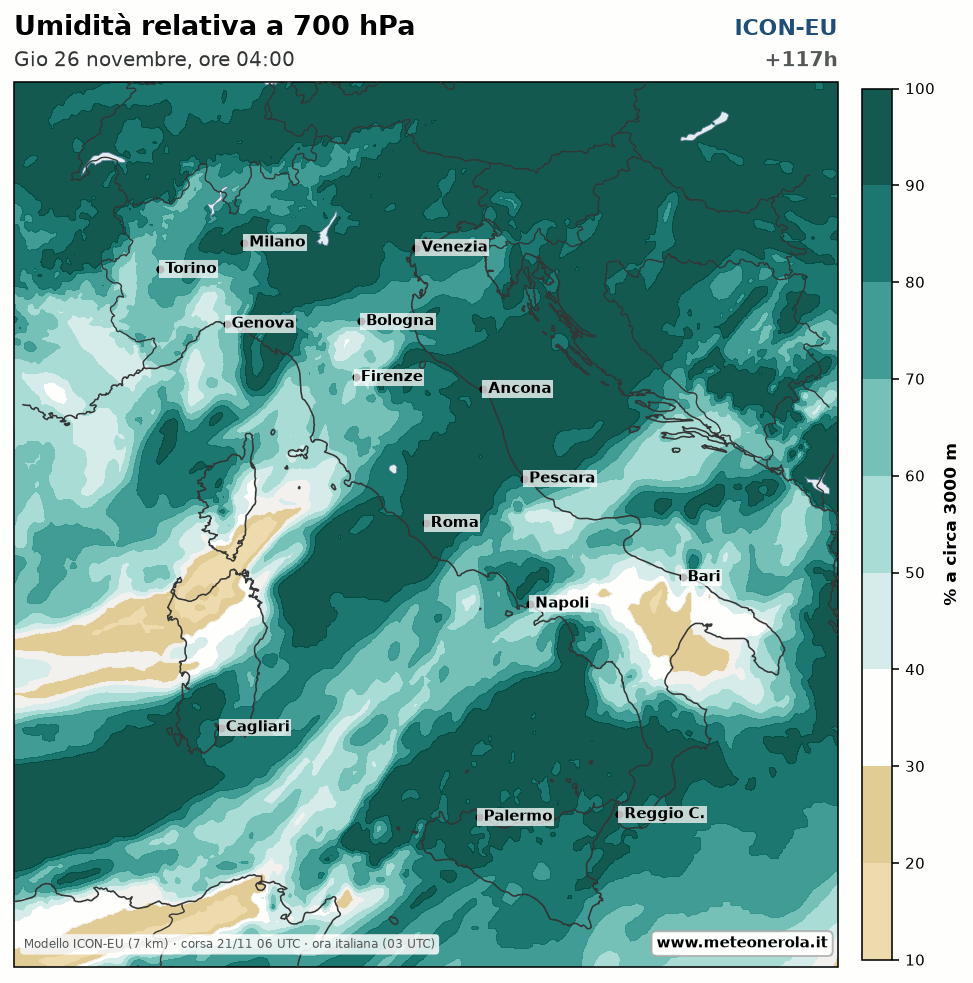 Umidità relativa a 700 hPa
ICON-EU
Gio 26 novembre, ore 04:00
+117h
Milano
Venezia
Torino
Genova
Bologna
Firenze
Ancona
Pescara
Roma
Bari
Napoli
Cagliari
Palermo
Reggio C.
100
90
80
70
60
50
40
30
20
10
% a circa 3000 m
Modello ICON-EU (7 km) · corsa 21/11 06 UTC · ora italiana (03 UTC)
www.meteonerola.it